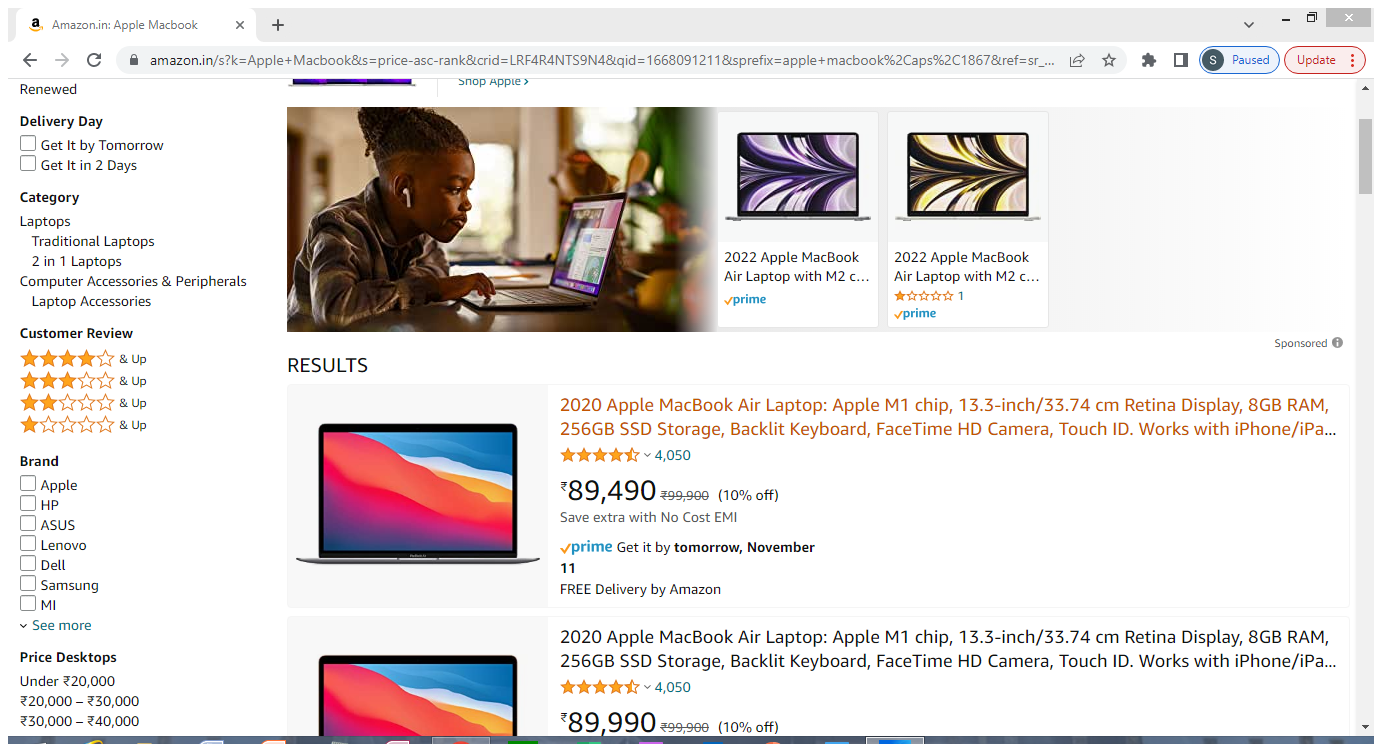 Amazon.in: Apple Macbook
amazon.in/s?k=Apple+Macbook&s=price-asc-rank&crid=LRF4R4NTS9N4&qid=1668091211&sprefix=apple+macbook%2Caps%2C1867&ref=sr_...
S Paused
Update
Shop Apple ›
Renewed
Delivery Day
Get It by Tomorrow
Get It in 2 Days
Category
Laptops
Traditional Laptops
2 in 1 Laptops
Computer Accessories & Peripherals
Laptop Accessories
Customer Review
& Up
& Up
& Up
& Up
Brand
Apple
HP
ASUS
Lenovo
Dell
Samsung
MI
See more
Price Desktops
Under ₹20,000
₹20,000 – ₹30,000
₹30,000 – ₹40,000
2022 Apple MacBook
Air Laptop with M2 c...
prime
2022 Apple MacBook
Air Laptop with M2 c...
1
prime
Sponsored
RESULTS
2020 Apple MacBook Air Laptop: Apple M1 chip, 13.3-inch/33.74 cm Retina Display, 8GB RAM,
256GB SSD Storage, Backlit Keyboard, FaceTime HD Camera, Touch ID. Works with iPhone/iPa...
4,050
₹89,490 ₹99,900 (10% off)
Save extra with No Cost EMI
prime Get it by tomorrow, November
11
FREE Delivery by Amazon
2020 Apple MacBook Air Laptop: Apple M1 chip, 13.3-inch/33.74 cm Retina Display, 8GB RAM,
256GB SSD Storage, Backlit Keyboard, FaceTime HD Camera, Touch ID. Works with iPhone/iPa...
4,050
₹89,990 ₹99,900 (10% off)